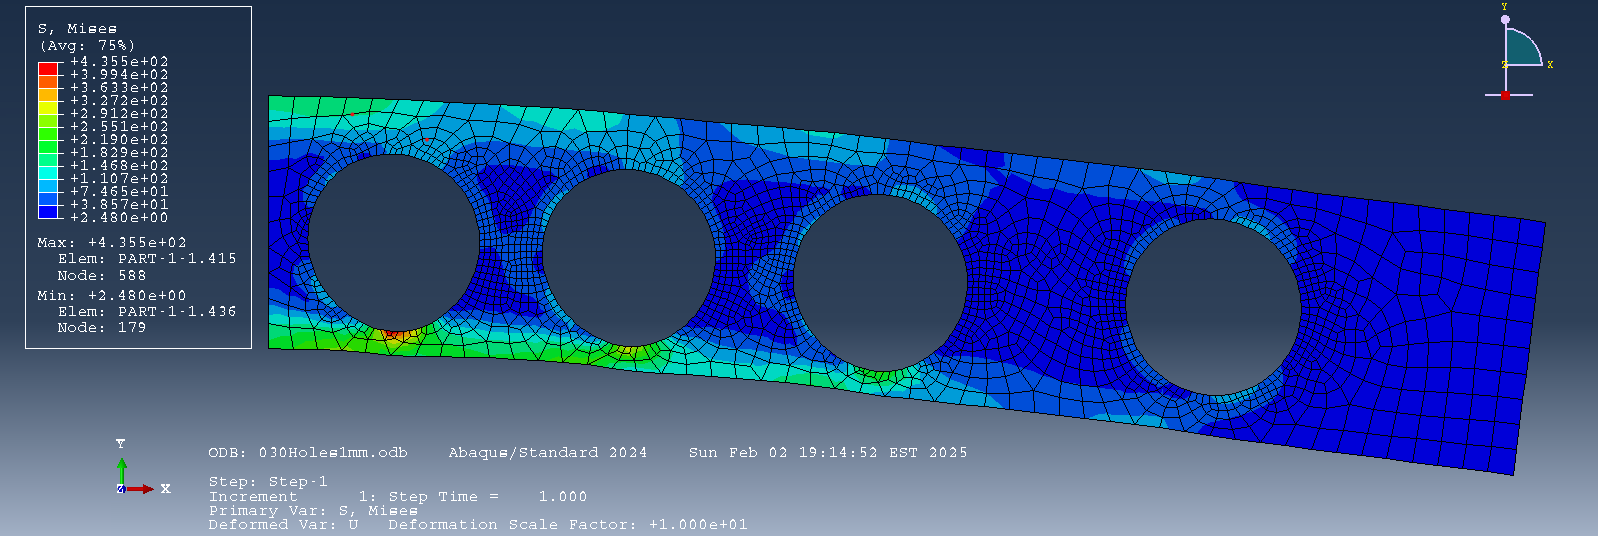 S, Mises
(Avg: 75%)
+4.355e+02
+3.994e+02
+3.633e+02
+3.272e+02
+2.912e+02
+2.551e+02
+2.190e+02
+1.829e+02
+1.468e+02
+1.107e+02
+7.465e+01
+3.857e+01
+2.480e+00
Max: +4.355e+02
Elem: PART-1-1.415
Node: 588
Min: +2.480e+00
Elem: PART-1-1.436
Node: 179
Y
Z X
Y
Z X
ODB: 030Holes1mm.odb Abaqus/Standard 2024 Sun Feb 02 19:14:52 EST 2025
Step: Step-1
Increment 1: Step Time = 1.000
Primary Var: S, Mises
Deformed Var: U Deformation Scale Factor: +1.000e+01